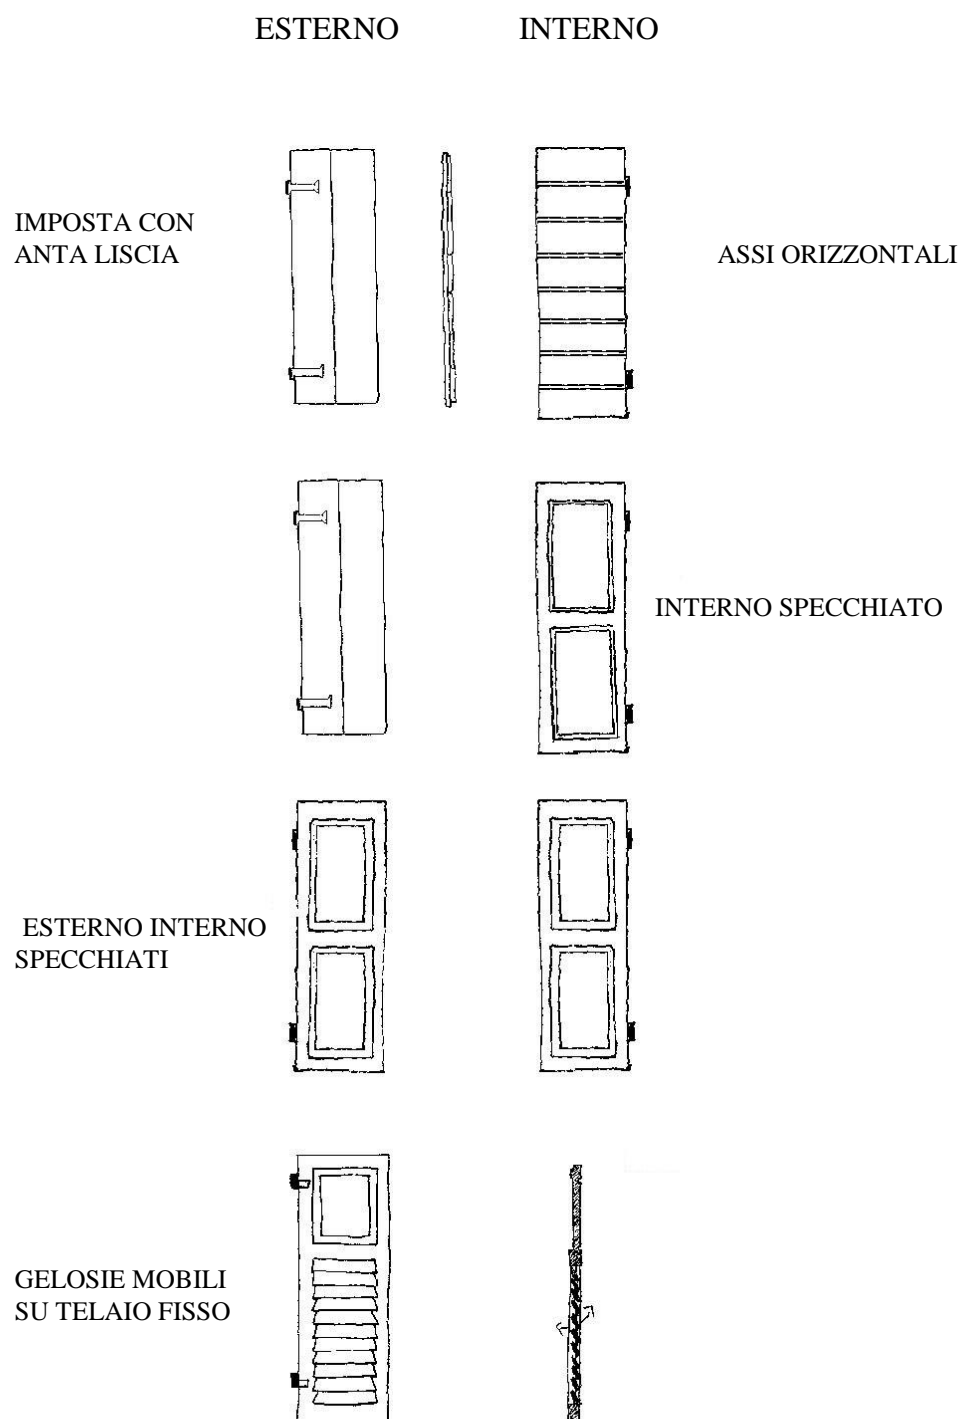 ESTERNO INTERNO
IMPOSTA CON
ANTA LISCIA
ASSI ORIZZONTALI
INTERNO SPECCHIATO
ESTERNO INTERNO
SPECCHIATI
GELOSIE MOBILI
SU TELAIO FISSO